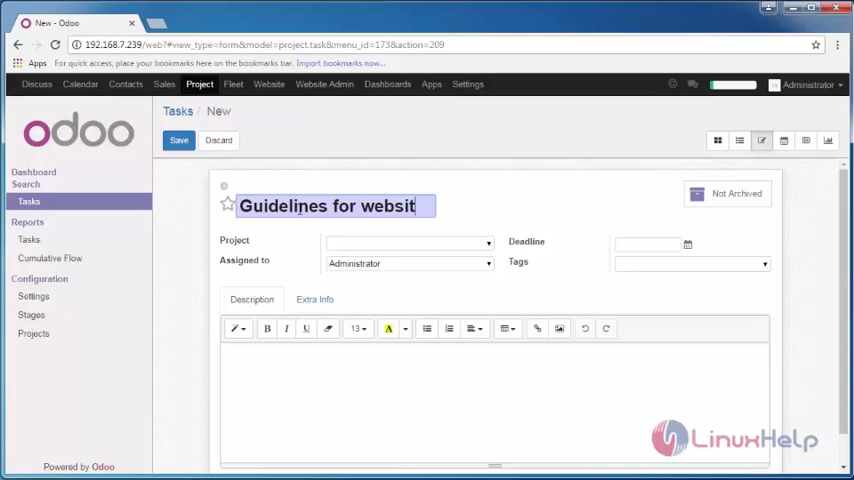 New - Odoo
192.168.7.239/web?#view_type=form&model=project.task&menu_id=173&action=209
Apps For quick access, place your bookmarks here on the bookmarks bar. Import bookmarks now...
Discuss Calendar Contacts Sales Project Fleet Website Website Admin Dashboards Apps Settings Administrator
odoo
Tasks / New
Save Discard
Dashboard
Search
Tasks
Reports
Tasks
Cumulative Flow
Configuration
Settings
Stages
Projects
Powered by Odoo
Not Archived
Guidelines for websit
Project
Deadline
Assigned to Administrator
Tags
Description Extra Info
B I U 13 A
LinuxHelp